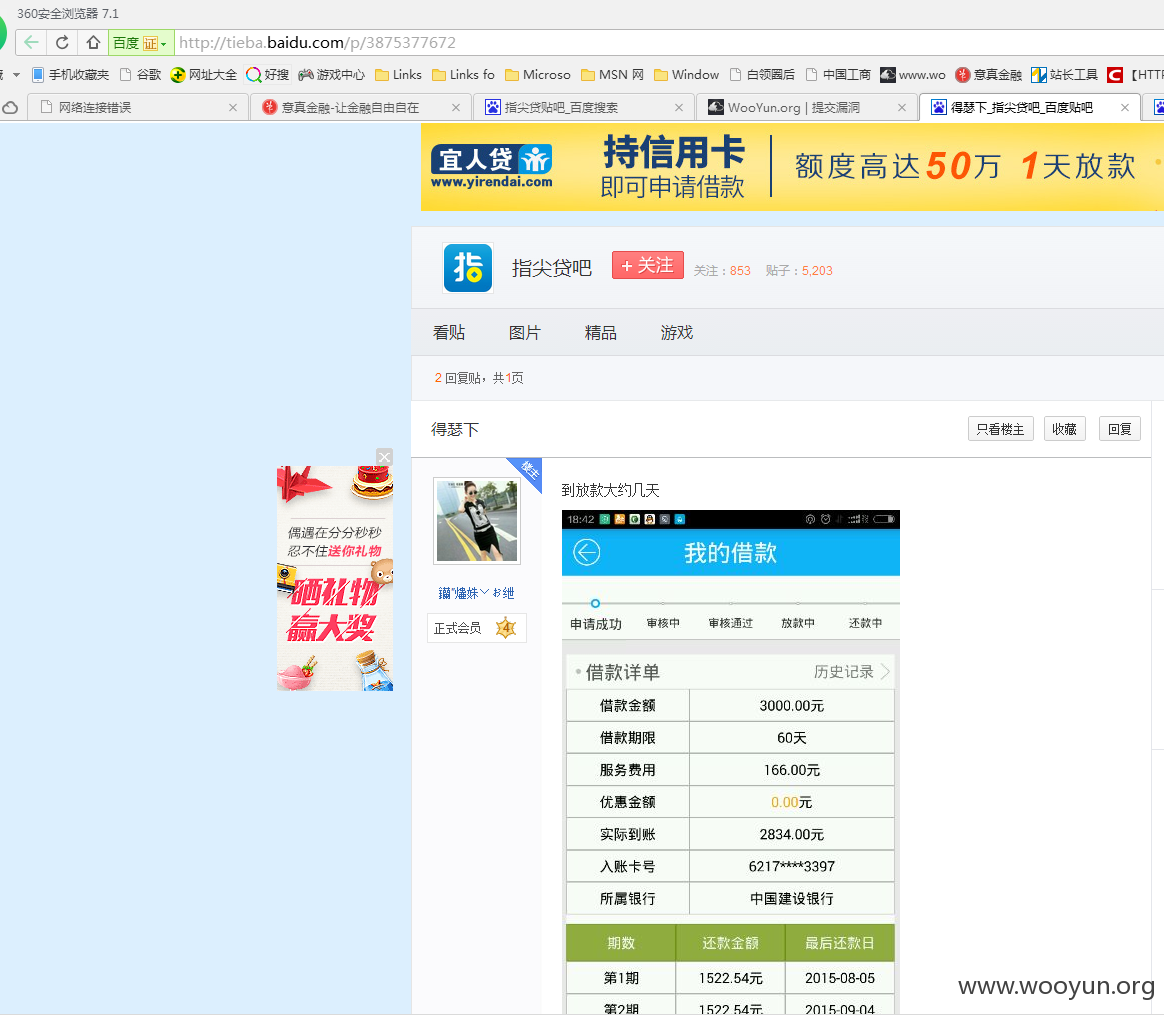 360安全浏览器 7.1
百度 证 http://tieba.baidu.com/p/3875377672
藏 手机收藏夹 谷歌 网址大全 好搜 游戏中心 Links Links fo Microso MSN 网 Window 白领圈后 中国工商 www.wo 意真金融 站长工具 【HTTP
网络连接错误 意真金融-让金融自由自在 指尖贷贴吧_百度搜索 WooYun.org | 提交漏洞 得瑟下_指尖贷吧_百度贴吧
宜人贷
www.yirendai.com
持信用卡
即可申请借款
额度高达50万 1天放款
指
指尖贷吧 + 关注 关注：853 贴子：5,203
看贴 图片 精品 游戏
2 回复贴，共1页
得瑟下 只看楼主 收藏 回复
楼主
到放款大约几天
正式会员 4
偶遇在分分秒秒
忍不住送你礼物
晒礼物
赢大奖
18:42
我的借款
申请成功 审核中 审核通过 放款中 还款中
借款详单 历史记录
借款金额 3000.00元
借款期限 60天
服务费用 166.00元
优惠金额 0.00元
实际到账 2834.00元
入账卡号 6217****3397
所属银行 中国建设银行
期数 还款金额 最后还款日
第1期 1522.54元 2015-08-05
第2期 1522.54元 2015-09-04
www.wooyun.org